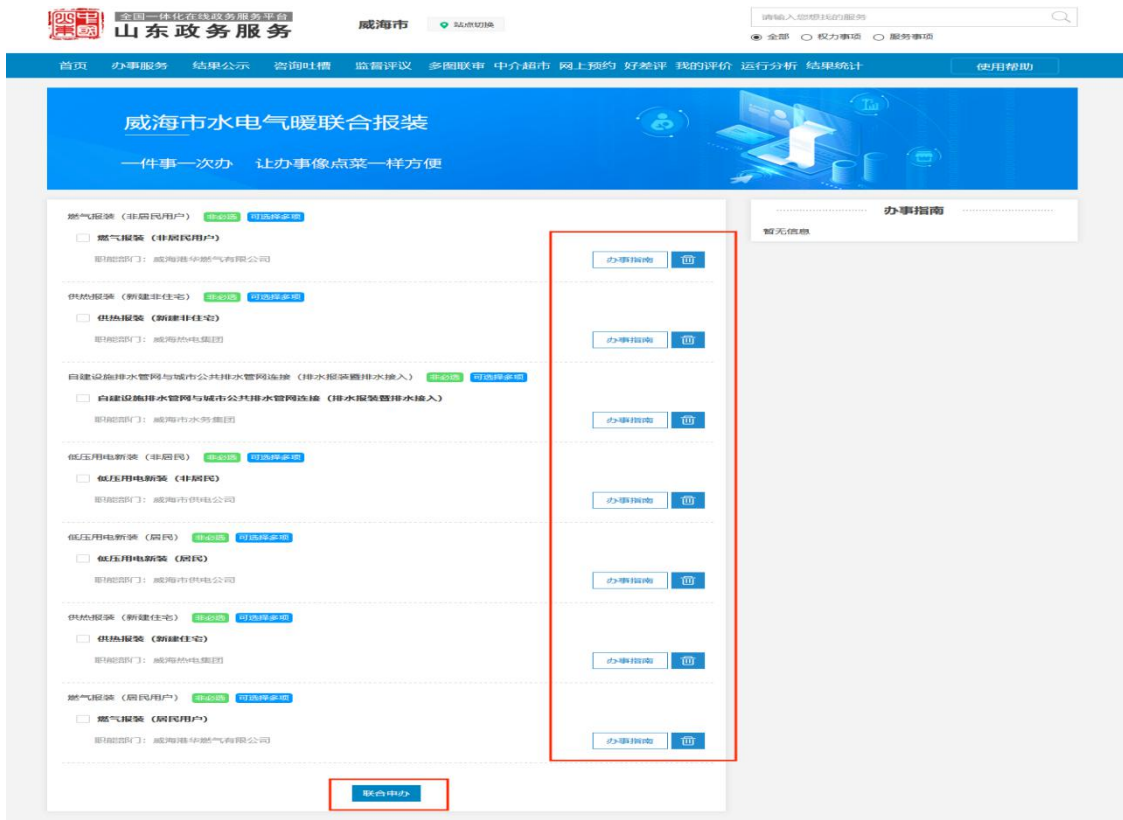 全国一体化在线政务服务平台
山东政务服务
威海市
站点切换
请输入您想找的服务
全部 权力事项 服务事项
首页 办事服务 结果公示 咨询吐槽 监督评议 多图联审 中介超市 网上预约 好差评 我的评价 运行分析 结果统计 使用帮助
威海市水电气暖联合报装
一件事一次办 让办事像点菜一样方便
燃气报装（非居民用户） 非必选 可选择多项
燃气报装（非居民用户）
职能部门：威海港华燃气有限公司
办事指南
供热报装（新建非住宅） 非必选 可选择多项
供热报装（新建非住宅）
职能部门：威海热电集团
办事指南
自建设施排水管网与城市公共排水管网连接（排水报装暨排水接入） 非必选 可选择多项
自建设施排水管网与城市公共排水管网连接（排水报装暨排水接入）
职能部门：威海市水务集团
办事指南
低压用电新装（非居民） 非必选 可选择多项
低压用电新装（非居民）
职能部门：威海市供电公司
办事指南
低压用电新装（居民） 非必选 可选择多项
低压用电新装（居民）
职能部门：威海市供电公司
办事指南
供热报装（新建住宅） 非必选 可选择多项
供热报装（新建住宅）
职能部门：威海热电集团
办事指南
燃气报装（居民用户） 非必选 可选择多项
燃气报装（居民用户）
职能部门：威海港华燃气有限公司
办事指南
联合申办
办事指南
暂无信息